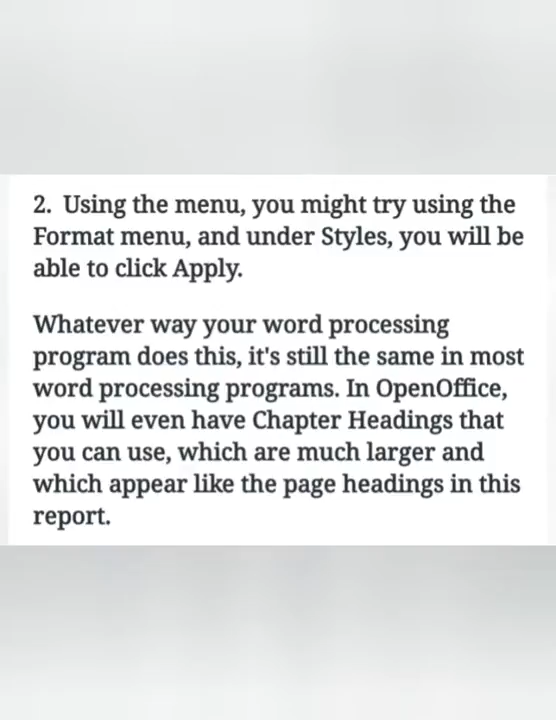 2. Using the menu, you might try using the
Format menu, and under Styles, you will be
able to click Apply.
Whatever way your word processing
program does this, it's still the same in most
word processing programs. In OpenOffice,
you will even have Chapter Headings that
you can use, which are much larger and
which appear like the page headings in this
report.